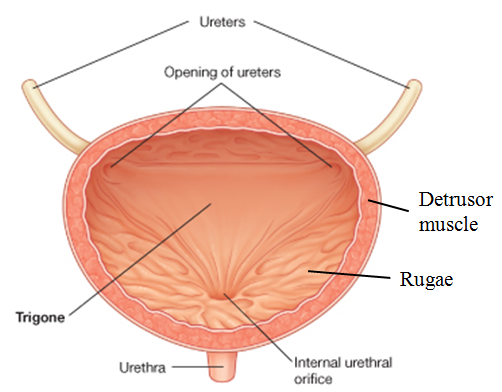 Ureters
Opening of ureters
Detrusor
muscle
Rugae
Trigone
Urethra
Internal urethral
orifice